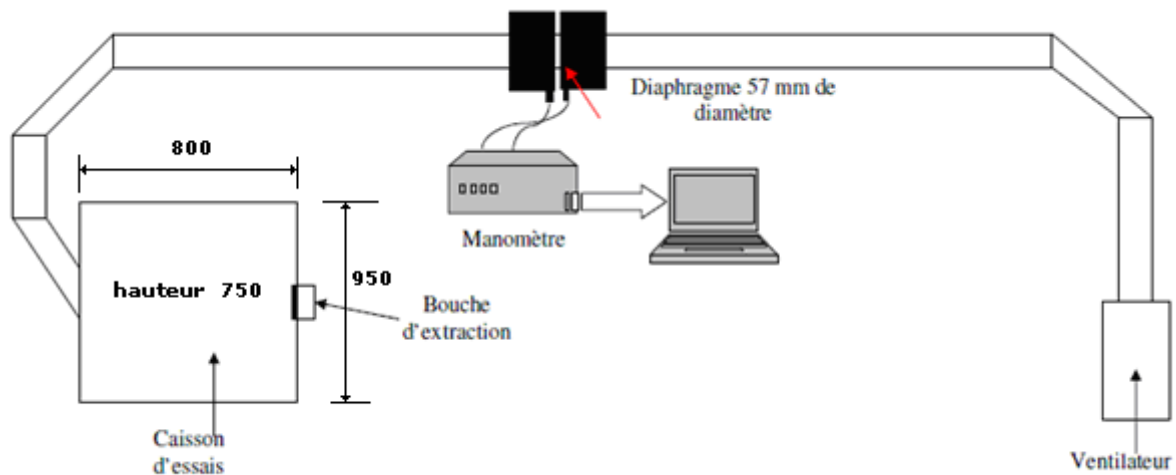 Diaphragme 57 mm de
diamètre
800
Manomètre
hauteur 750
950
Bouche
d'extraction
Caisson
d'essais
Ventilateur